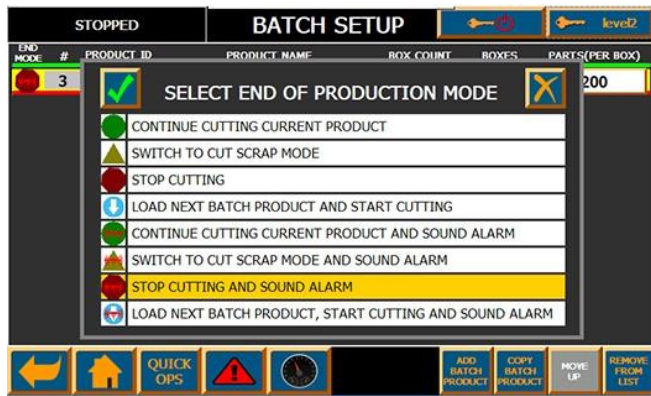 STOPPED BATCH SETUP level2
END MODE # PRODUCT ID PRODUCT NAME BOX COUNT BOXES PARTS(PER BOX)
3 200
SELECT END OF PRODUCTION MODE
CONTINUE CUTTING CURRENT PRODUCT
SWITCH TO CUT SCRAP MODE
STOP CUTTING
LOAD NEXT BATCH PRODUCT AND START CUTTING
CONTINUE CUTTING CURRENT PRODUCT AND SOUND ALARM
SWITCH TO CUT SCRAP MODE AND SOUND ALARM
STOP CUTTING AND SOUND ALARM
LOAD NEXT BATCH PRODUCT, START CUTTING AND SOUND ALARM
QUICK OPS
ADD BATCH PRODUCT
COPY BATCH PRODUCT
MOVE UP
REMOVE FROM LIST